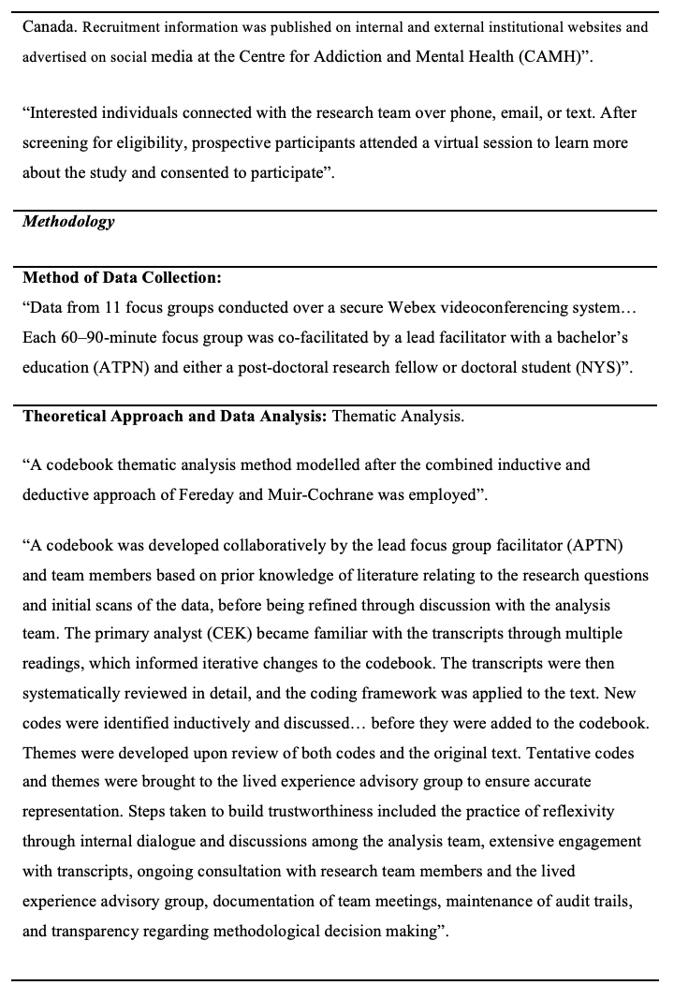 Canada. Recruitment information was published on internal and external institutional websites and
advertised on social media at the Centre for Addiction and Mental Health (CAMH)”.
“Interested individuals connected with the research team over phone, email, or text. After
screening for eligibility, prospective participants attended a virtual session to learn more
about the study and consented to participate”.
Methodology
Method of Data Collection:
“Data from 11 focus groups conducted over a secure Webex videoconferencing system…
Each 60–90-minute focus group was co-facilitated by a lead facilitator with a bachelor’s
education (ATPN) and either a post-doctoral research fellow or doctoral student (NYS)”.
Theoretical Approach and Data Analysis: Thematic Analysis.
“A codebook thematic analysis method modelled after the combined inductive and
deductive approach of Fereday and Muir-Cochrane was employed”.
“A codebook was developed collaboratively by the lead focus group facilitator (APTN)
and team members based on prior knowledge of literature relating to the research questions
and initial scans of the data, before being refined through discussion with the analysis
team. The primary analyst (CEK) became familiar with the transcripts through multiple
readings, which informed iterative changes to the codebook. The transcripts were then
systematically reviewed in detail, and the coding framework was applied to the text. New
codes were identified inductively and discussed… before they were added to the codebook.
Themes were developed upon review of both codes and the original text. Tentative codes
and themes were brought to the lived experience advisory group to ensure accurate
representation. Steps taken to build trustworthiness included the practice of reflexivity
through internal dialogue and discussions among the analysis team, extensive engagement
with transcripts, ongoing consultation with research team members and the lived
experience advisory group, documentation of team meetings, maintenance of audit trails,
and transparency regarding methodological decision making”.